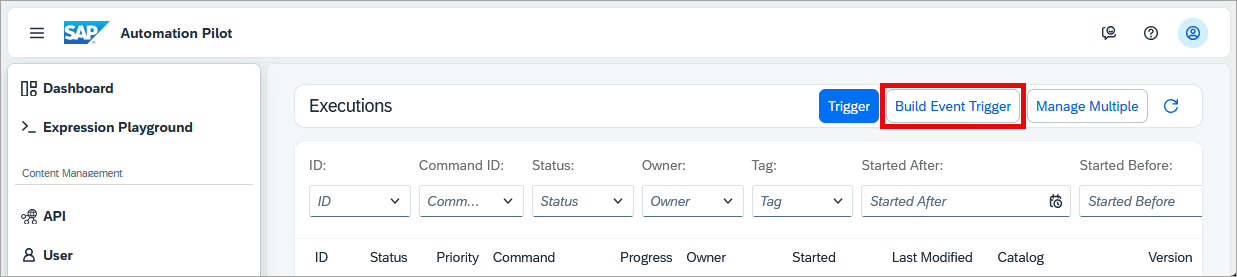 SAP Automation Pilot
Dashboard
Expression Playground
Content Management
API
User
Executions
Trigger
Build Event Trigger
Manage Multiple
ID: Command ID: Status: Owner: Tag: Started After: Started Before:
ID Comm... Status Owner Tag Started After Started Before
ID Status Priority Command Progress Owner Started Last Modified Catalog Version